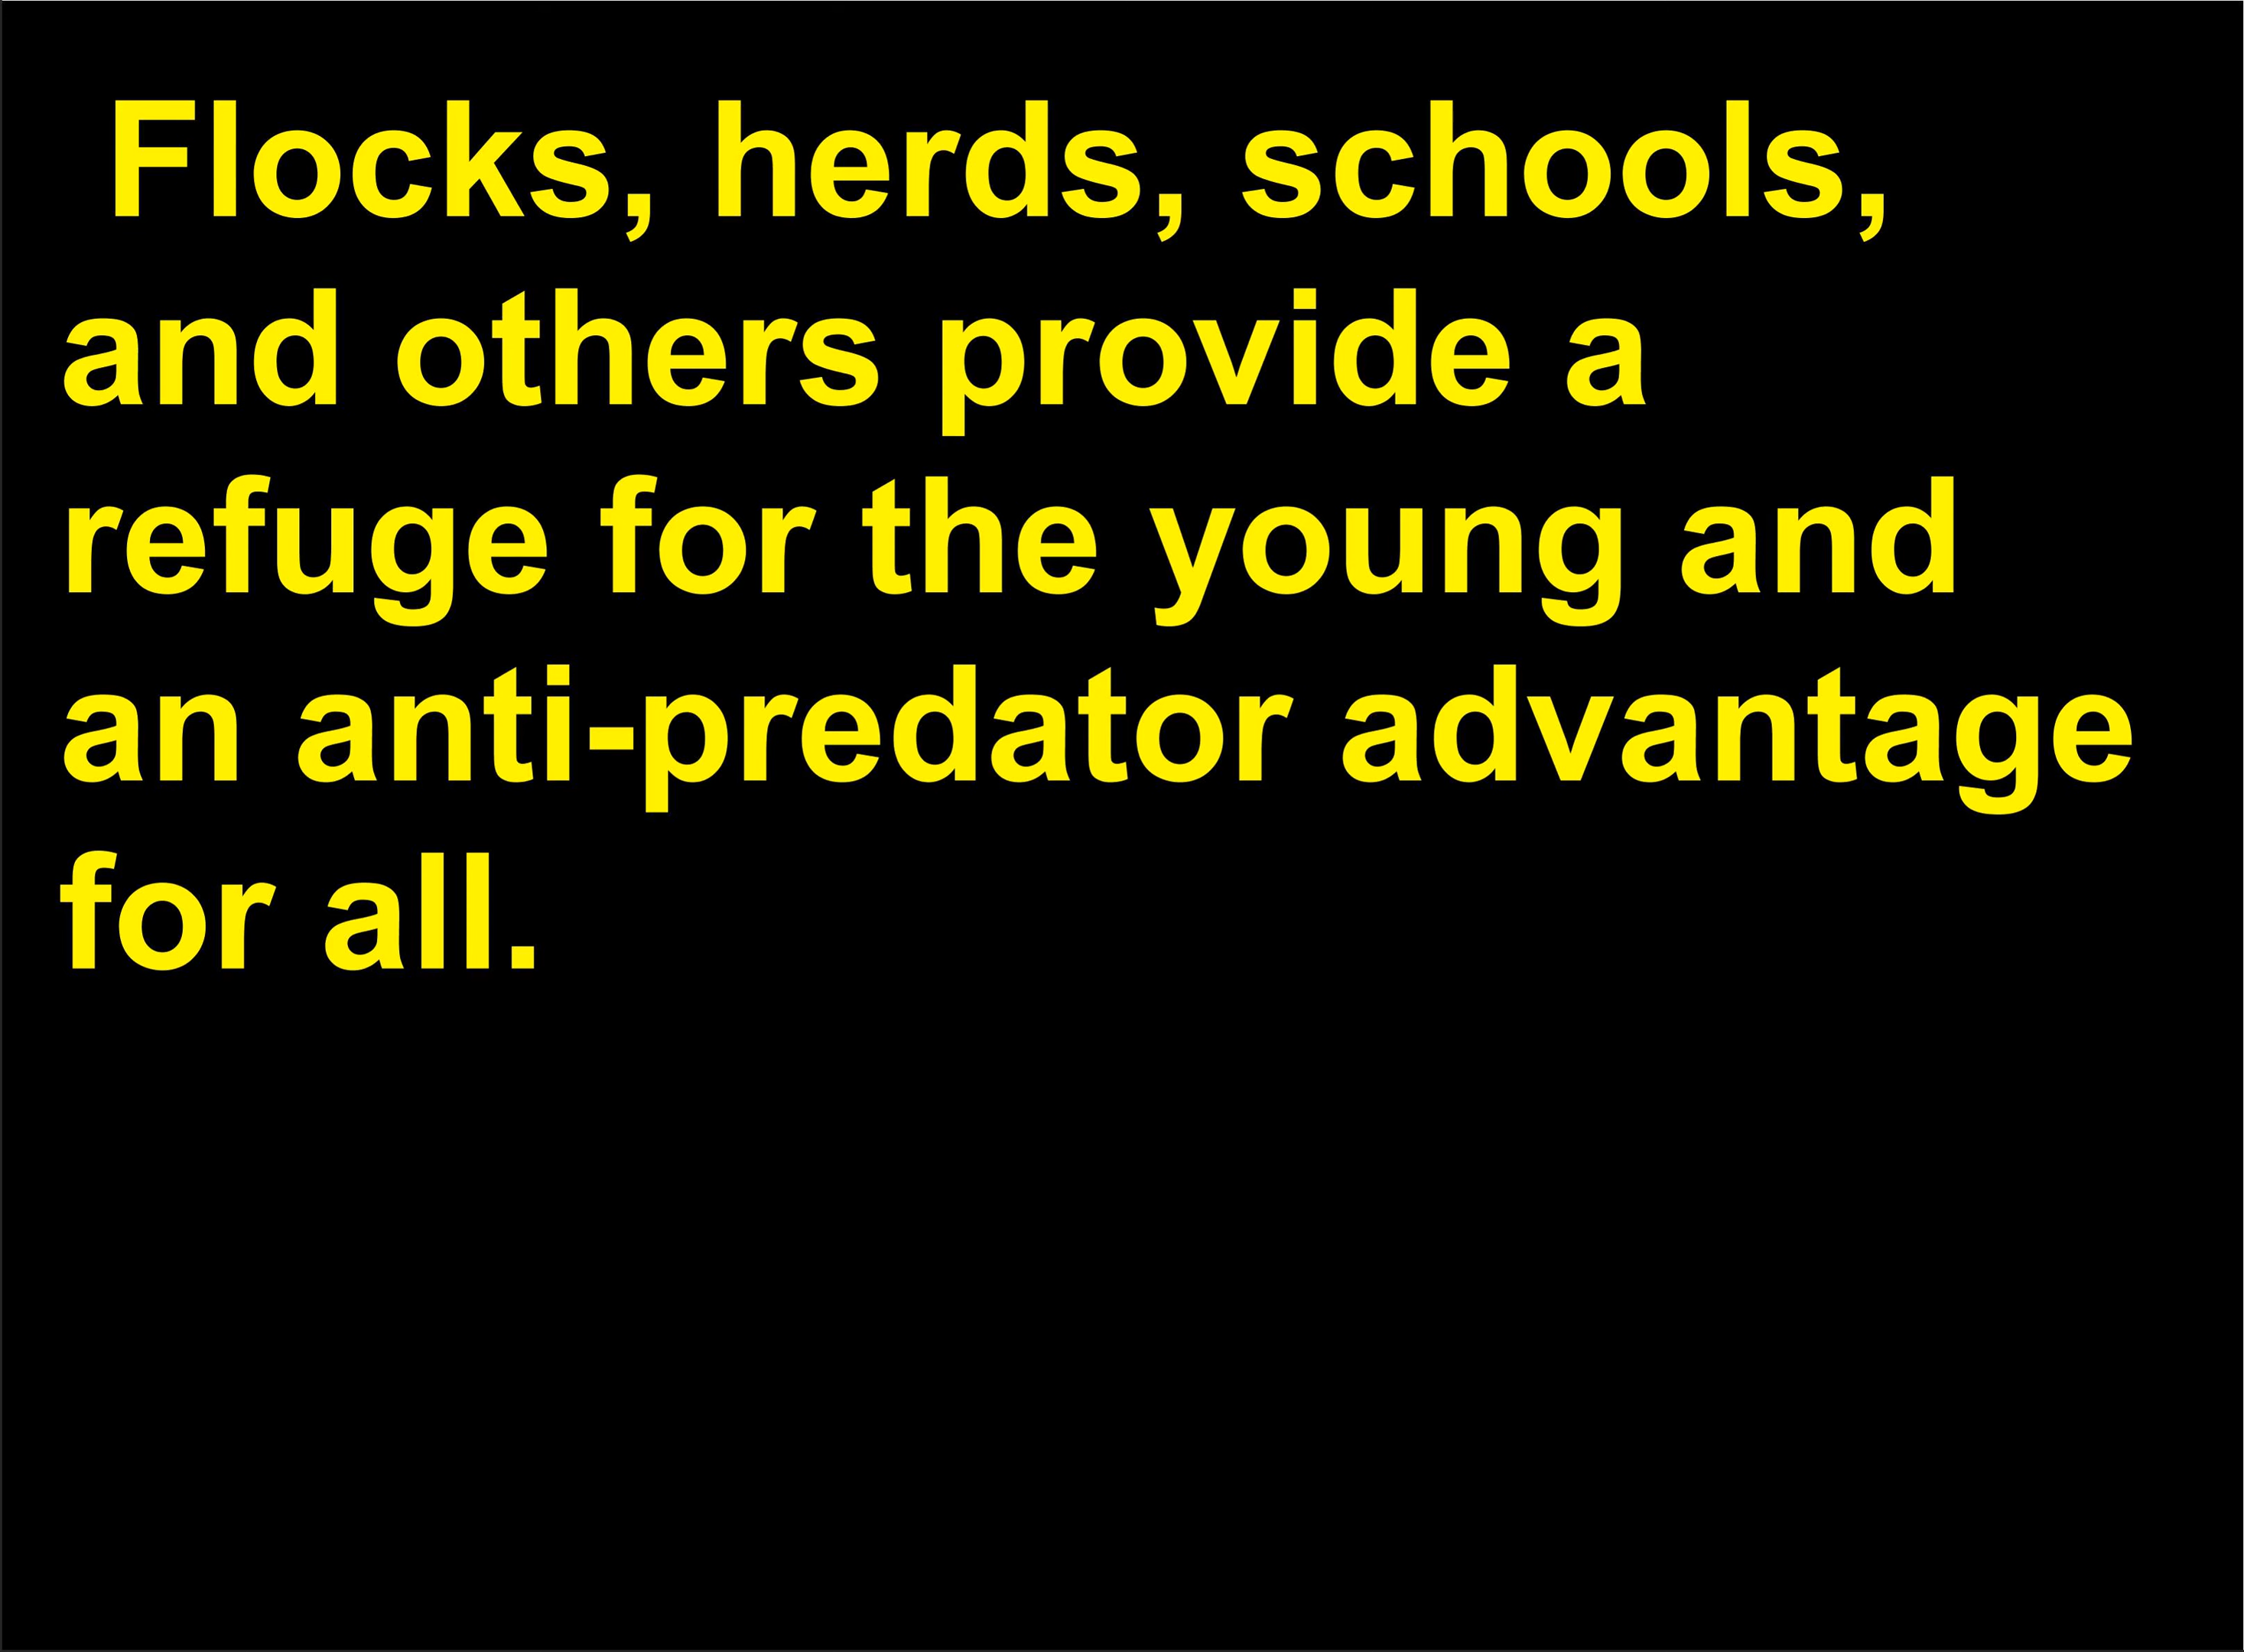 Flocks, herds, schools,
and others provide a
refuge for the young and
an anti-predator advantage
for all.